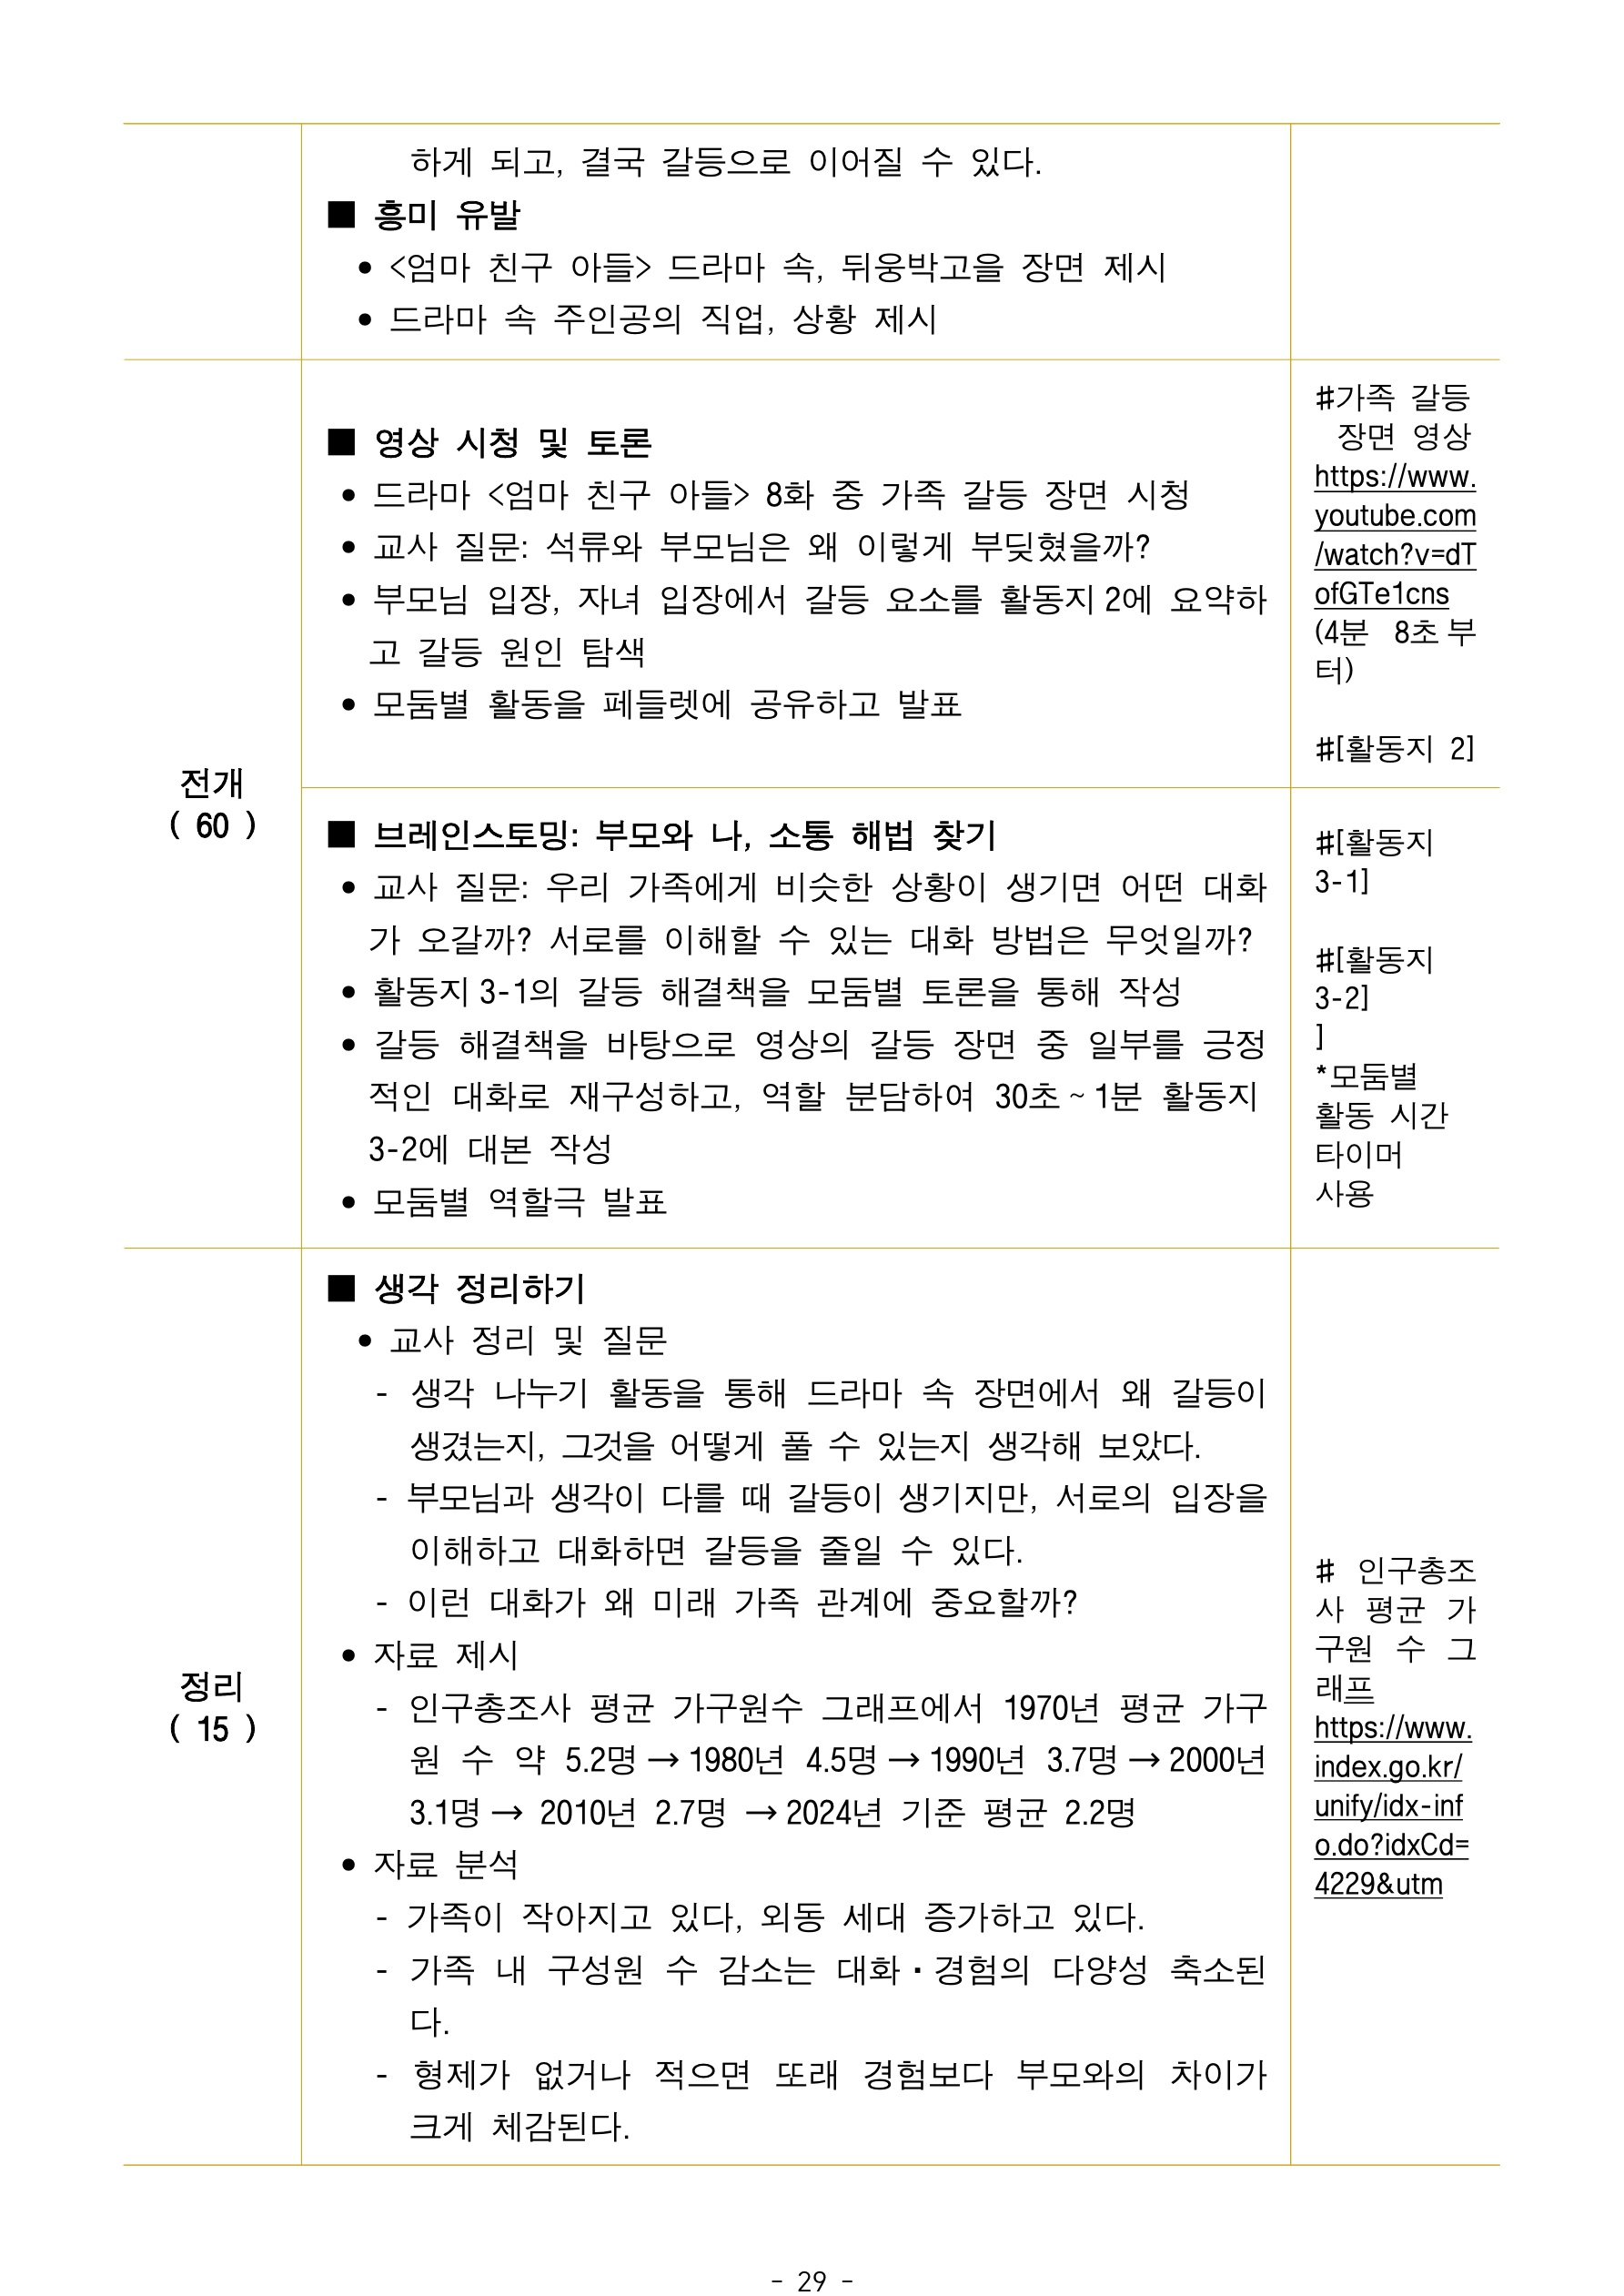 하게 되고, 결국 갈등으로 이어질 수 있다.
■ 흥미 유발
• <엄마 친구 아들> 드라마 속, 뒤웅박고을 장면 제시
• 드라마 속 주인공의 직업, 상황 제시
전개
( 60 )
■ 영상 시청 및 토론
• 드라마 <엄마 친구 아들> 8화 중 가족 갈등 장면 시청
• 교사 질문: 석류와 부모님은 왜 이렇게 부딪혔을까?
• 부모님 입장, 자녀 입장에서 갈등 요소를 활동지 2에 요약하
고 갈등 원인 탐색
• 모둠별 활동을 페들렛에 공유하고 발표
#가족 갈등
장면 영상
https://www.
youtube.com
/watch?v=dT
ofGTe1cns
(4분 8초 부
터)
#[활동지 2]
■ 브레인스토밍: 부모와 나, 소통 해법 찾기
• 교사 질문: 우리 가족에게 비슷한 상황이 생기면 어떤 대화
가 오갈까? 서로를 이해할 수 있는 대화 방법은 무엇일까?
• 활동지 3-1의 갈등 해결책을 모둠별 토론을 통해 작성
• 갈등 해결책을 바탕으로 영상의 갈등 장면 중 일부를 긍정
적인 대화로 재구성하고, 역할 분담하여 30초 ~ 1분 활동지
3-2에 대본 작성
• 모둠별 역할극 발표
#[활동지
3-1]
#[활동지
3-2]
]
*모둠별
활동 시간
타이머
사용
정리
( 15 )
■ 생각 정리하기
• 교사 정리 및 질문
- 생각 나누기 활동을 통해 드라마 속 장면에서 왜 갈등이
생겼는지, 그것을 어떻게 풀 수 있는지 생각해 보았다.
- 부모님과 생각이 다를 때 갈등이 생기지만, 서로의 입장을
이해하고 대화하면 갈등을 줄일 수 있다.
- 이런 대화가 왜 미래 가족 관계에 중요할까?
• 자료 제시
- 인구총조사 평균 가구원수 그래프에서 1970년 평균 가구
원 수 약 5.2명 → 1980년 4.5명 → 1990년 3.7명 → 2000년
3.1명 → 2010년 2.7명 → 2024년 기준 평균 2.2명
• 자료 분석
- 가족이 작아지고 있다, 외동 세대 증가하고 있다.
- 가족 내 구성원 수 감소는 대화·경험의 다양성 축소된
다.
- 형제가 없거나 적으면 또래 경험보다 부모와의 차이가
크게 체감된다.
# 인구총조
사 평균 가
구원 수 그
래프
https://www.
index.go.kr/
unify/idx-inf
o.do?idxCd=
4229&utm
- 29 -